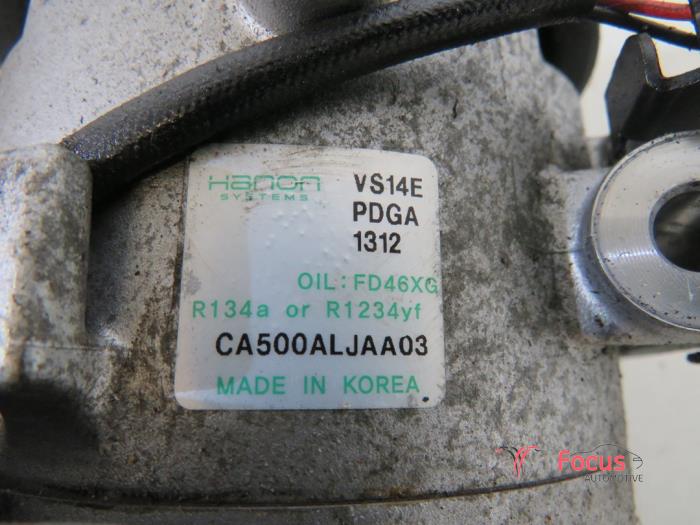 Hanon
SYSTEMS
VS14E
PDGA
1312
OIL: FD46XG
R134a or R1234yf
CA500ALJAA03
MADE IN KOREA
Focus
AUTOMOTIVE